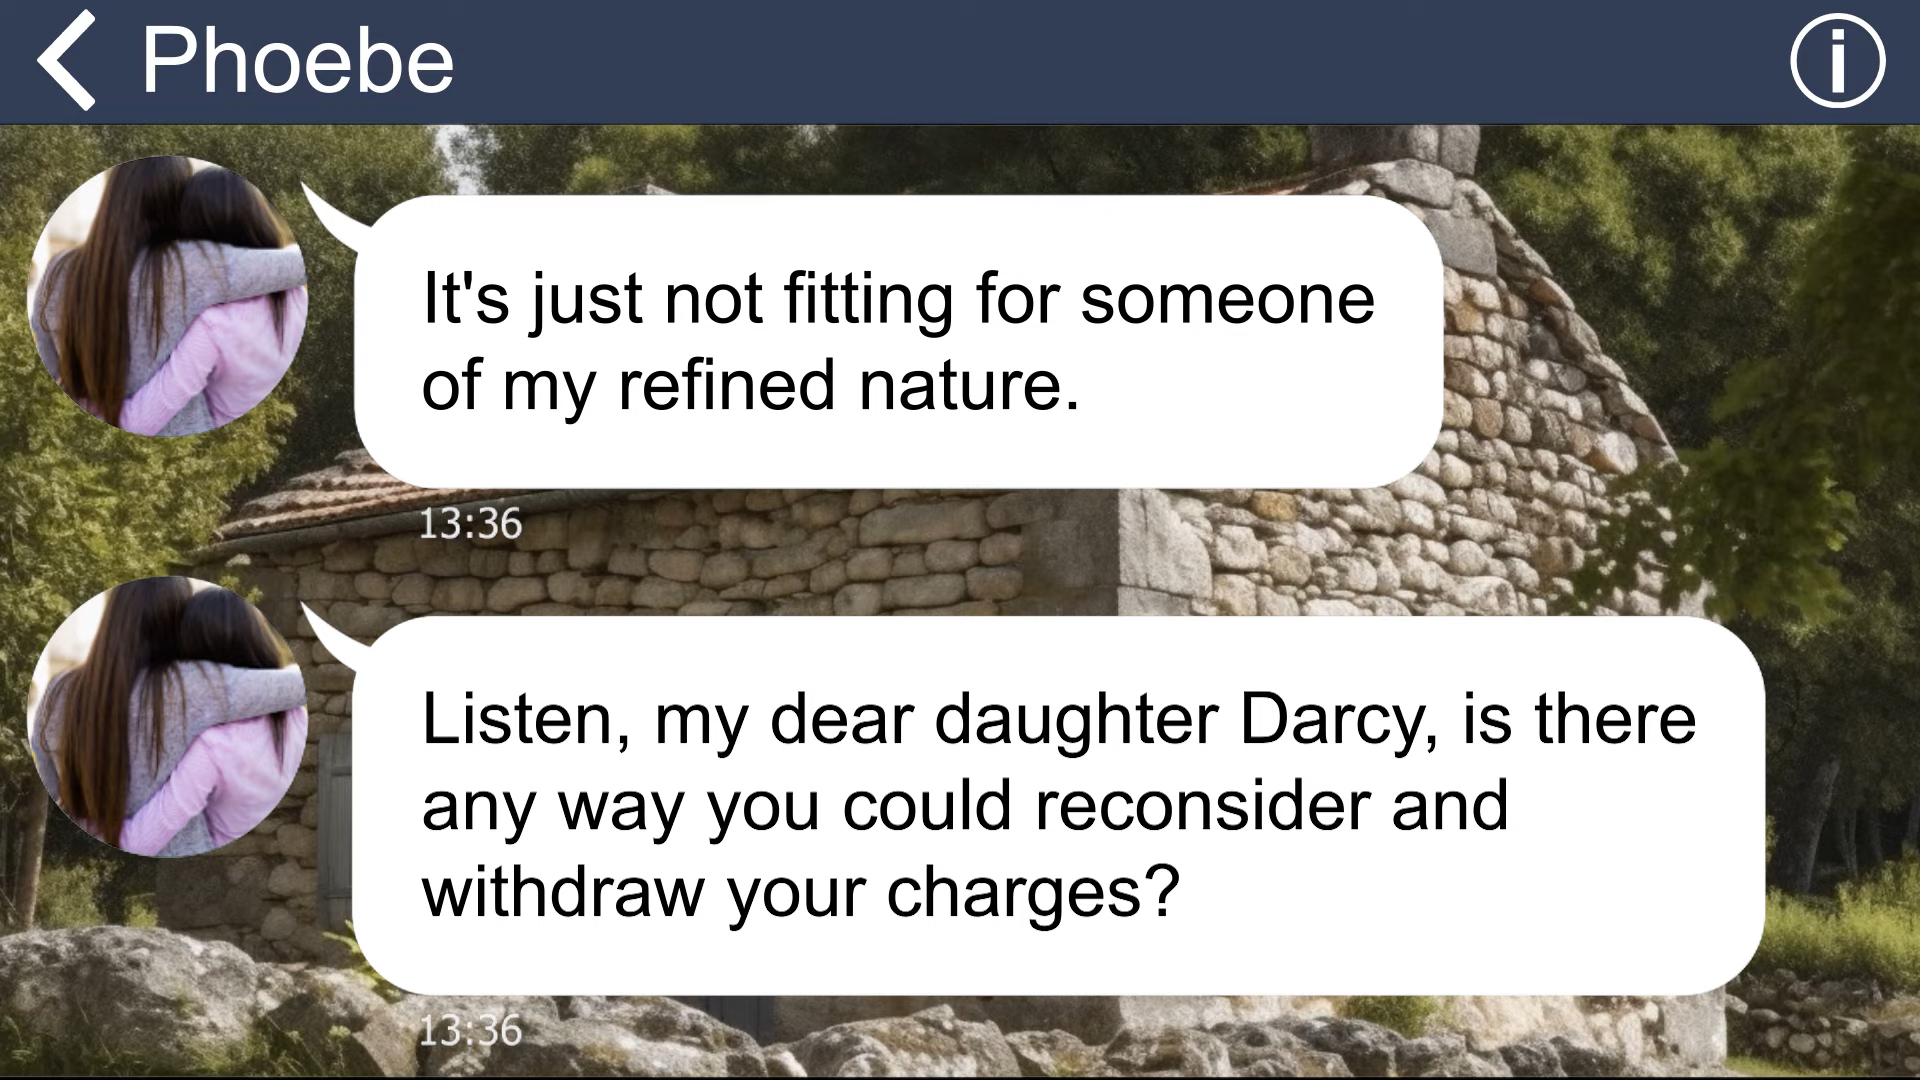 Phoebe
It's just not fitting for someone
of my refined nature.
13:36
Listen, my dear daughter Darcy, is there
any way you could reconsider and
withdraw your charges?
13:36